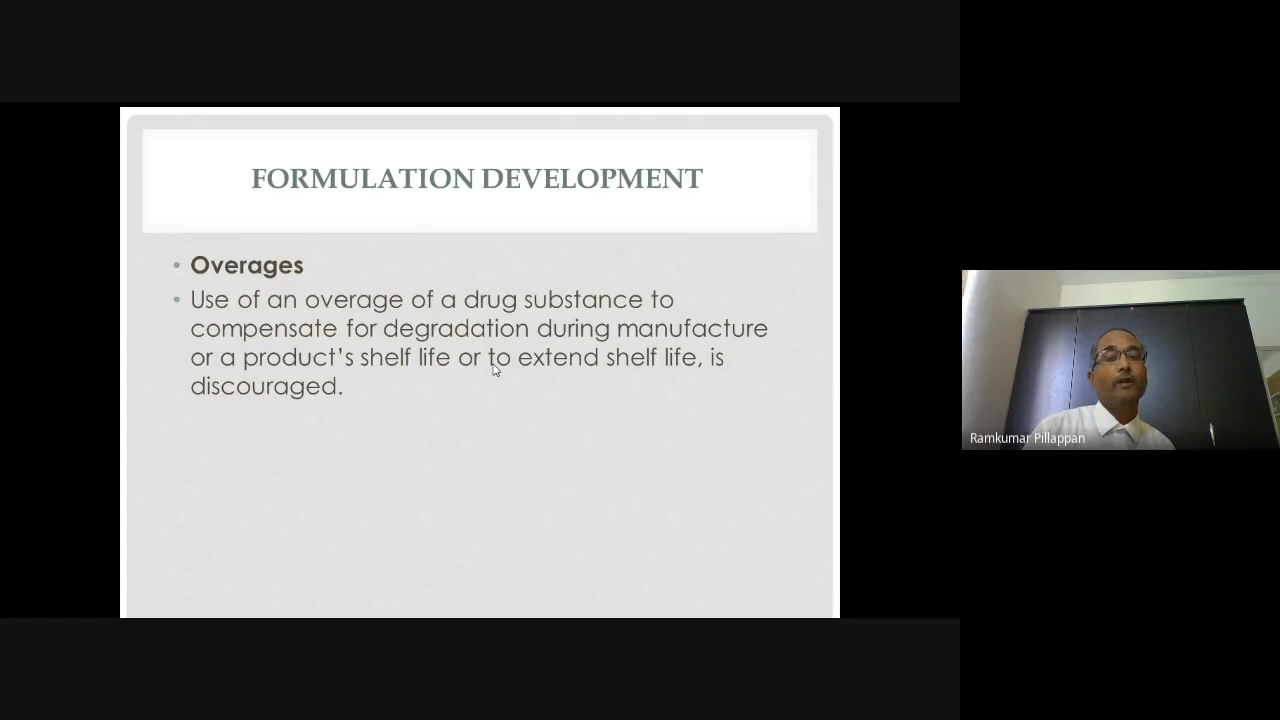 FORMULATION DEVELOPMENT
• Overages
• Use of an overage of a drug substance to
compensate for degradation during manufacture
or a product’s shelf life or to extend shelf life, is
discouraged.
Ramkumar Pillappan